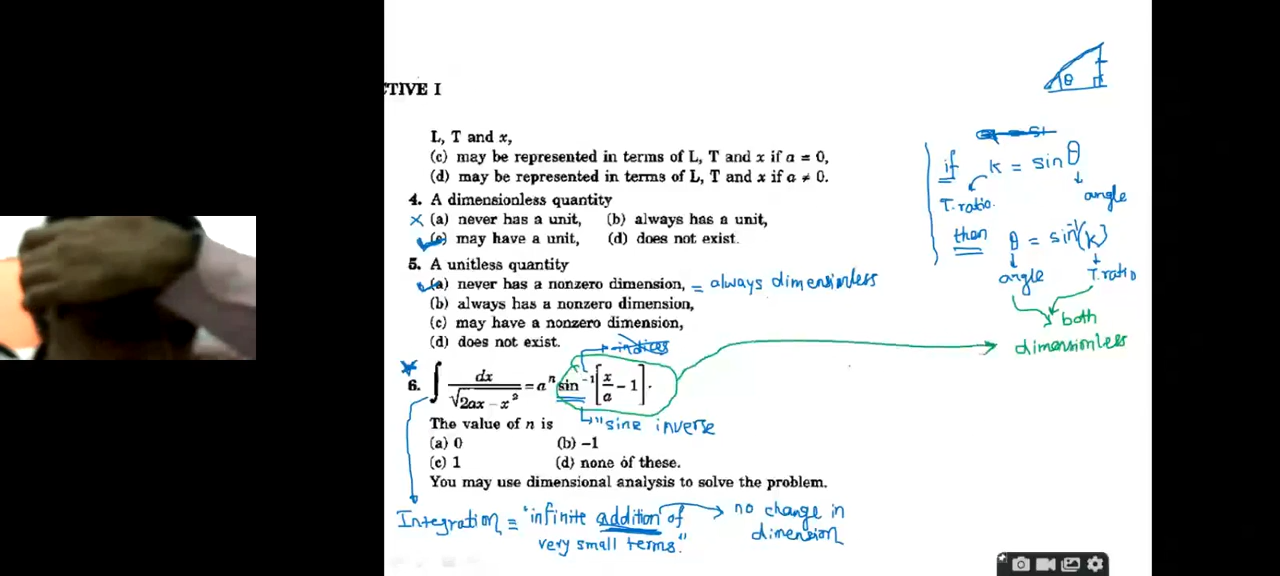 CTIVE I
L, T and x,
(c) may be represented in terms of L, T and x if a = 0,
(d) may be represented in terms of L, T and x if a ≠ 0.
4. A dimensionless quantity
(a) never has a unit, (b) always has a unit,
(c) may have a unit, (d) does not exist.
5. A unitless quantity
(a) never has a nonzero dimension, = always dimensionless
(b) always has a nonzero dimension,
(c) may have a nonzero dimension,
(d) does not exist.
indices
6. ∫ dx / √2ax − x² = aⁿ sin⁻¹ [x/a − 1].
"sine inverse
The value of n is
(a) 0 (b) −1
(c) 1 (d) none of these.
You may use dimensional analysis to solve the problem.
Integration = "infinite addition of
very small terms."
no change in
dimension
θ
if k = sin θ
T.ratio. angle
then θ = sin⁻¹(k)
angle T.ratio
both
dimensionless